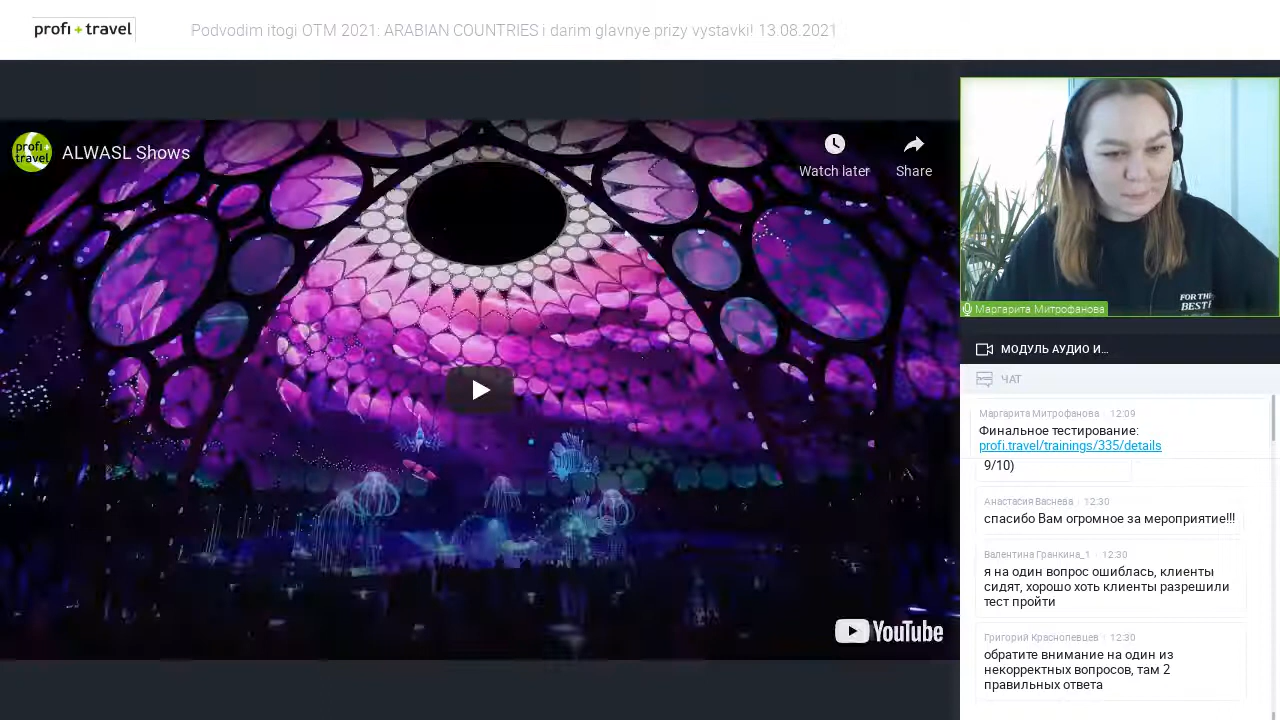 profi + travel
Podvodim itogi OTM 2021: ARABIAN COUNTRIES i darim glavnye prizy vystavki! 13.08.2021
profi +
travel
ALWASL Shows
Watch later
Share
YouTube
FOR THE
BEST!
Маргарита Митрофанова
МОДУЛЬ АУДИО И...
ЧАТ
Маргарита Митрофанова 12:09
Финальное тестирование:
profi.travel/trainings/335/details
9/10)
Анастасия Васнева 12:30
спасибо Вам огромное за мероприятие!!!
Валентина Гранкина_1 12:30
я на один вопрос ошиблась, клиенты
сидят, хорошо хоть клиенты разрешили
тест пройти
Григорий Краснопевцев 12:30
обратите внимание на один из
некорректных вопросов, там 2
правильных ответа